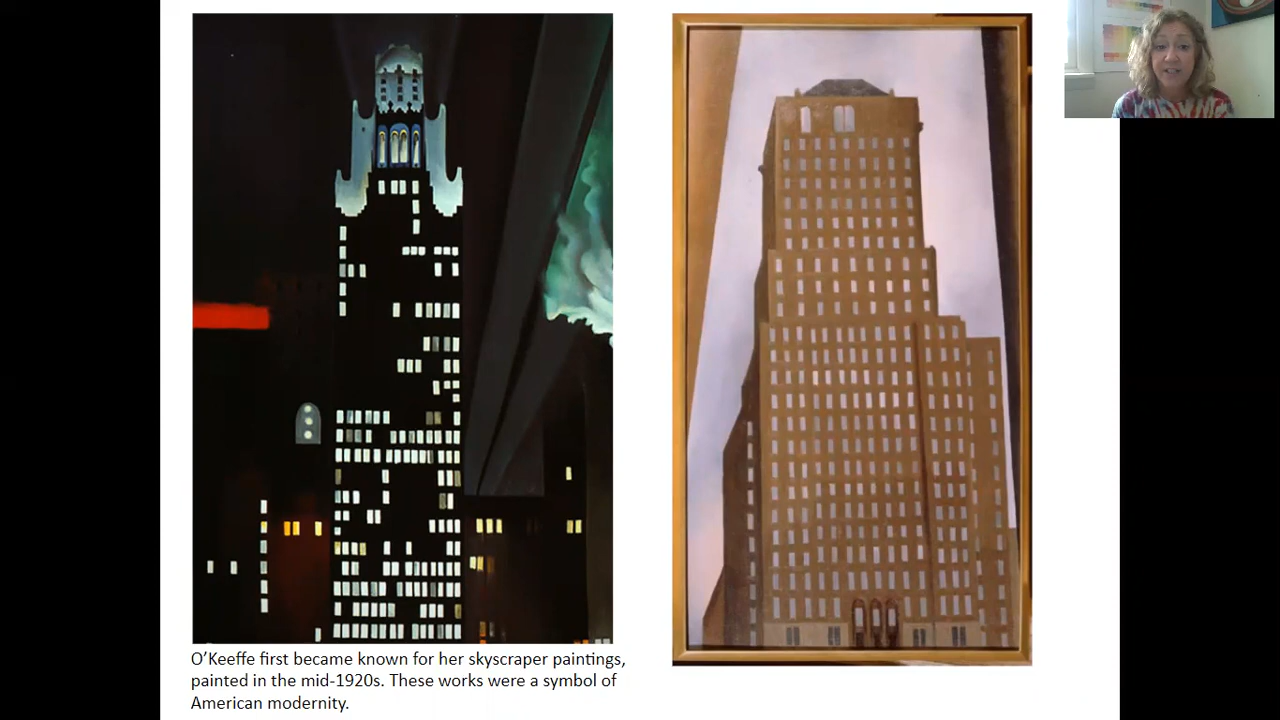 O’Keeffe first became known for her skyscraper paintings,
painted in the mid-1920s. These works were a symbol of
American modernity.